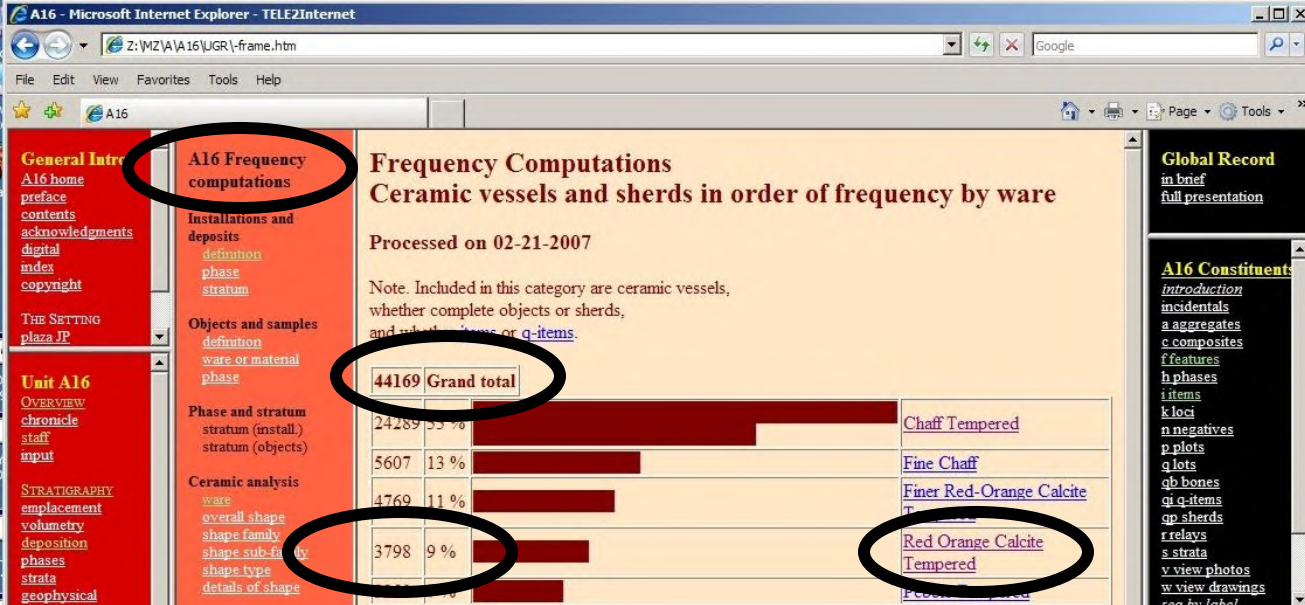 A16 - Microsoft Internet Explorer - TELE2Internet
Z:\MZ\A\A16\UGR\-frame.htm
Google
File Edit View Favorites Tools Help
A16
Page Tools
General Intro
A16 home
preface
contents
acknowledgments
digital
index
copyright
THE SETTING
plaza JP
Unit A16
OVERVIEW
chronicle
staff
input
STRATIGRAPHY
emplacement
volumetry
deposition
phases
strata
geophysical
A16 Frequency
computations
Installations and
deposits
definition
phase
stratum
Objects and samples
definition
ware or material
phase
Phase and stratum
stratum (install.)
stratum (objects)
Ceramic analysis
ware
overall shape
shape family
shape sub-family
shape type
details of shape
Frequency Computations
Ceramic vessels and sherds in order of frequency by ware
Processed on 02-21-2007
Note. Included in this category are ceramic vessels,
whether complete objects or sherds,
and whether items or q-items.
44169 Grand total
24289 55 % Chaff Tempered
5607 13 % Fine Chaff
4769 11 % Finer Red-Orange Calcite
Tempered
3798 9 % Red Orange Calcite
Tempered
Global Record
in brief
full presentation
A16 Constituents
introduction
incidentals
a aggregates
c composites
f features
h phases
i items
k loci
n negatives
p plots
q lots
qb bones
qi q-items
qp sherds
r relays
s strata
v view photos
w view drawings